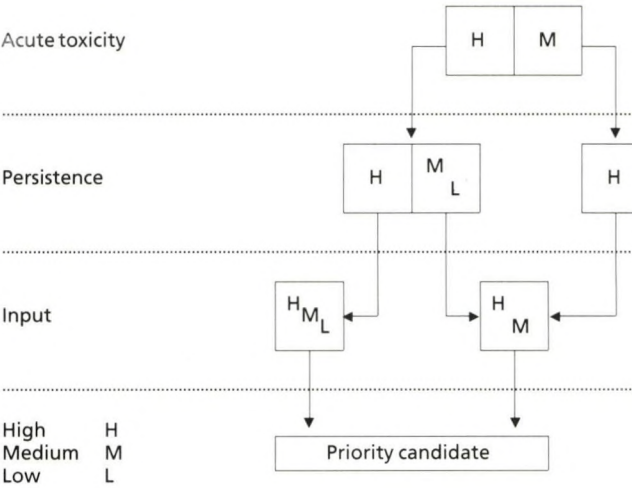 Acute toxicity H M
Persistence H M L H
Input H M L H M
High H
Medium M
Low L
Priority candidate